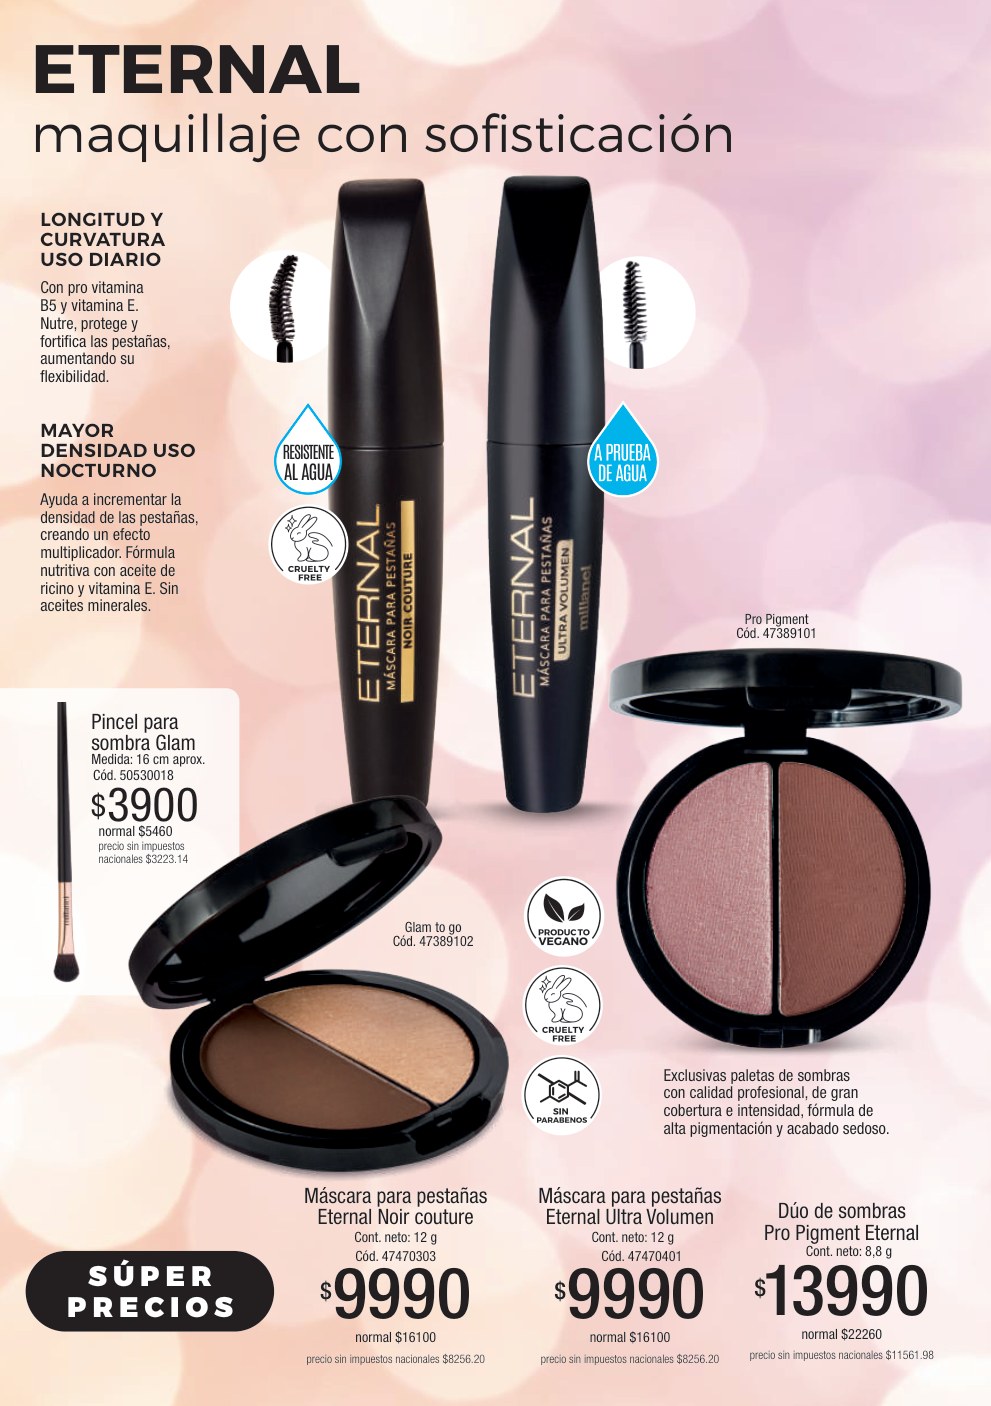 ETERNAL
maquillaje con sofisticación
LONGITUD Y
CURVATURA
USO DIARIO
Con pro vitamina
B5 y vitamina E.
Nutre, protege y
fortifica las pestañas,
aumentando su
flexibilidad.
MAYOR
DENSIDAD USO
NOCTURNO
Ayuda a incrementar la
densidad de las pestañas,
creando un efecto
multiplicador. Fórmula
nutritiva con aceite de
ricino y vitamina E. Sin
aceites minerales.
RESISTENTE
AL AGUA
CRUELTY
FREE
ETERNAL
MÁSCARA PARA PESTAÑAS
NOIR COUTURE
A PRUEBA
DE AGUA
ETERNAL
MÁSCARA PARA PESTAÑAS
ULTRA VOLUMEN
millanel
Pro Pigment
Cód. 47389101
Pincel para
sombra Glam
Medida: 16 cm aprox.
Cód. 50530018
$3900
normal $5460
precio sin impuestos
nacionales $3223.14
millanel
Glam to go
Cód. 47389102
PRODUCTO
VEGANO
CRUELTY
FREE
SIN
PARABENOS
Exclusivas paletas de sombras
con calidad profesional, de gran
cobertura e intensidad, fórmula de
alta pigmentación y acabado sedoso.
SÚPER
PRECIOS
Máscara para pestañas
Eternal Noir couture
Cont. neto: 12 g
Cód. 47470303
$9990
normal $16100
precio sin impuestos nacionales $8256.20
Máscara para pestañas
Eternal Ultra Volumen
Cont. neto: 12 g
Cód. 47470401
$9990
normal $16100
precio sin impuestos nacionales $8256.20
Dúo de sombras
Pro Pigment Eternal
Cont. neto: 8,8 g
$13990
normal $22260
precio sin impuestos nacionales $11561.98